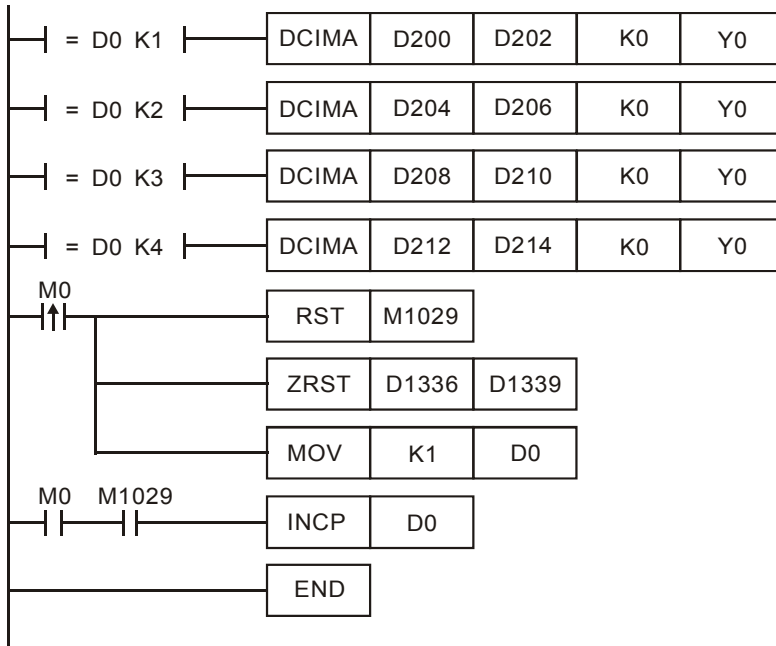 = D0 K1 DCIMA D200 D202 K0 Y0
= D0 K2 DCIMA D204 D206 K0 Y0
= D0 K3 DCIMA D208 D210 K0 Y0
= D0 K4 DCIMA D212 D214 K0 Y0
M0
RST M1029
ZRST D1336 D1339
MOV K1 D0
M0 M1029
INCP D0
END